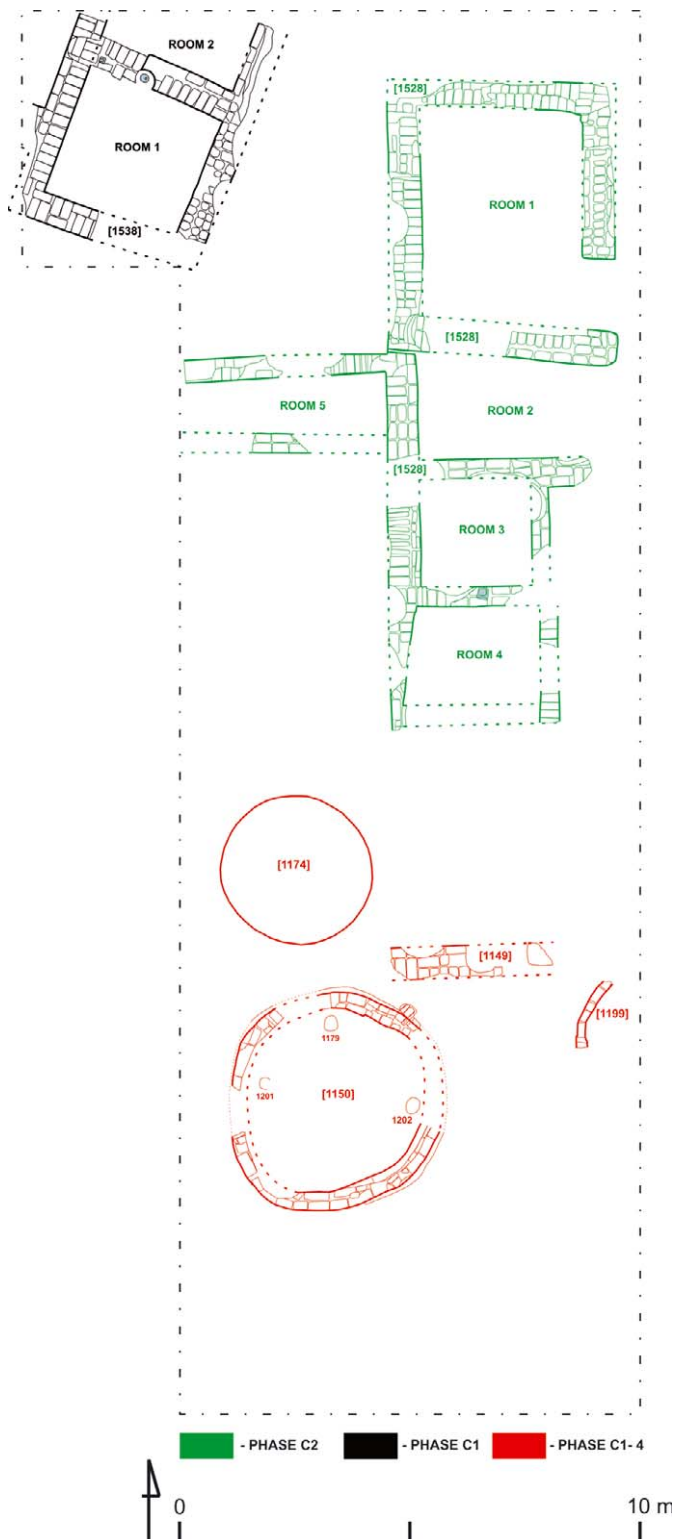 ROOM 2
ROOM 1
[1538]
[1528]
ROOM 1
[1528]
ROOM 5
ROOM 2
[1528]
ROOM 3
ROOM 4
[1174]
[1149]
[1199]
1179
1201
[1150]
1202
- PHASE C2 - PHASE C1 - PHASE C1- 4
0 10 m